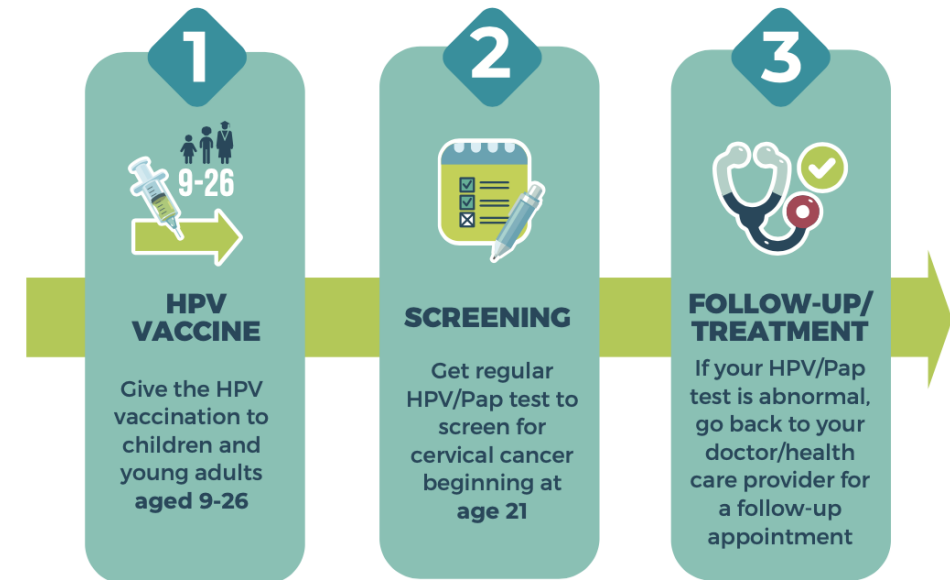 1
9-26
HPV
VACCINE
Give the HPV
vaccination to
children and
young adults
aged 9-26
2
SCREENING
Get regular
HPV/Pap test to
screen for
cervical cancer
beginning at
age 21
3
FOLLOW-UP/
TREATMENT
If your HPV/Pap
test is abnormal,
go back to your
doctor/health
care provider for
a follow-up
appointment